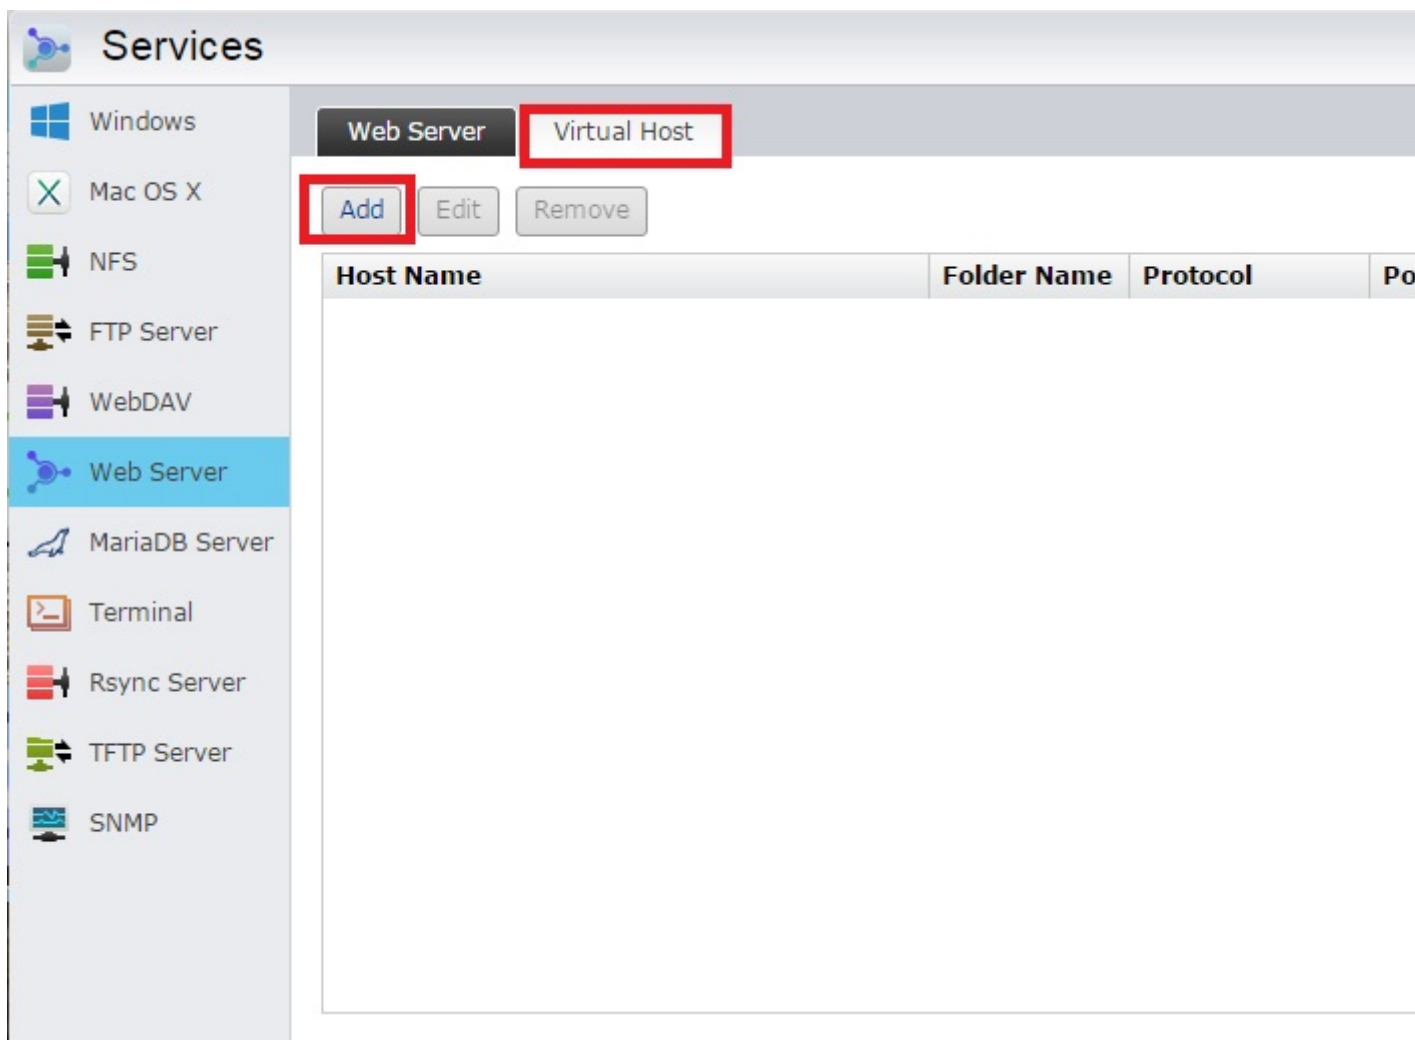 Services
Windows
Mac OS X
NFS
FTP Server
WebDAV
Web Server
MariaDB Server
Terminal
Rsync Server
TFTP Server
SNMP
Web Server Virtual Host
Add Edit Remove
Host Name Folder Name Protocol Po